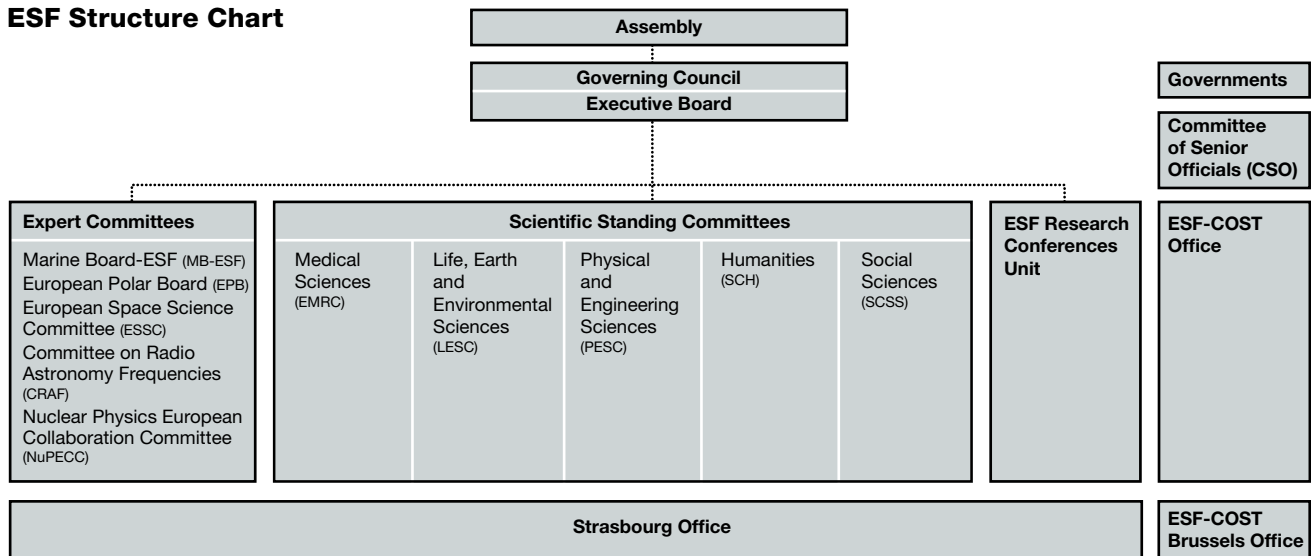 ESF Structure Chart
Assembly
Governing Council
Executive Board
Governments
Committee
of Senior
Officials (CSO)
Expert Committees
Marine Board-ESF (MB-ESF)
European Polar Board (EPB)
European Space Science
Committee (ESSC)
Committee on Radio
Astronomy Frequencies
(CRAF)
Nuclear Physics European
Collaboration Committee
(NuPECC)
Scientific Standing Committees
Medical
Sciences
(EMRC)
Life, Earth
and
Environmental
Sciences
(LESC)
Physical
and
Engineering
Sciences
(PESC)
Humanities
(SCH)
Social
Sciences
(SCSS)
ESF Research
Conferences
Unit
ESF-COST
Office
Strasbourg Office
ESF-COST
Brussels Office